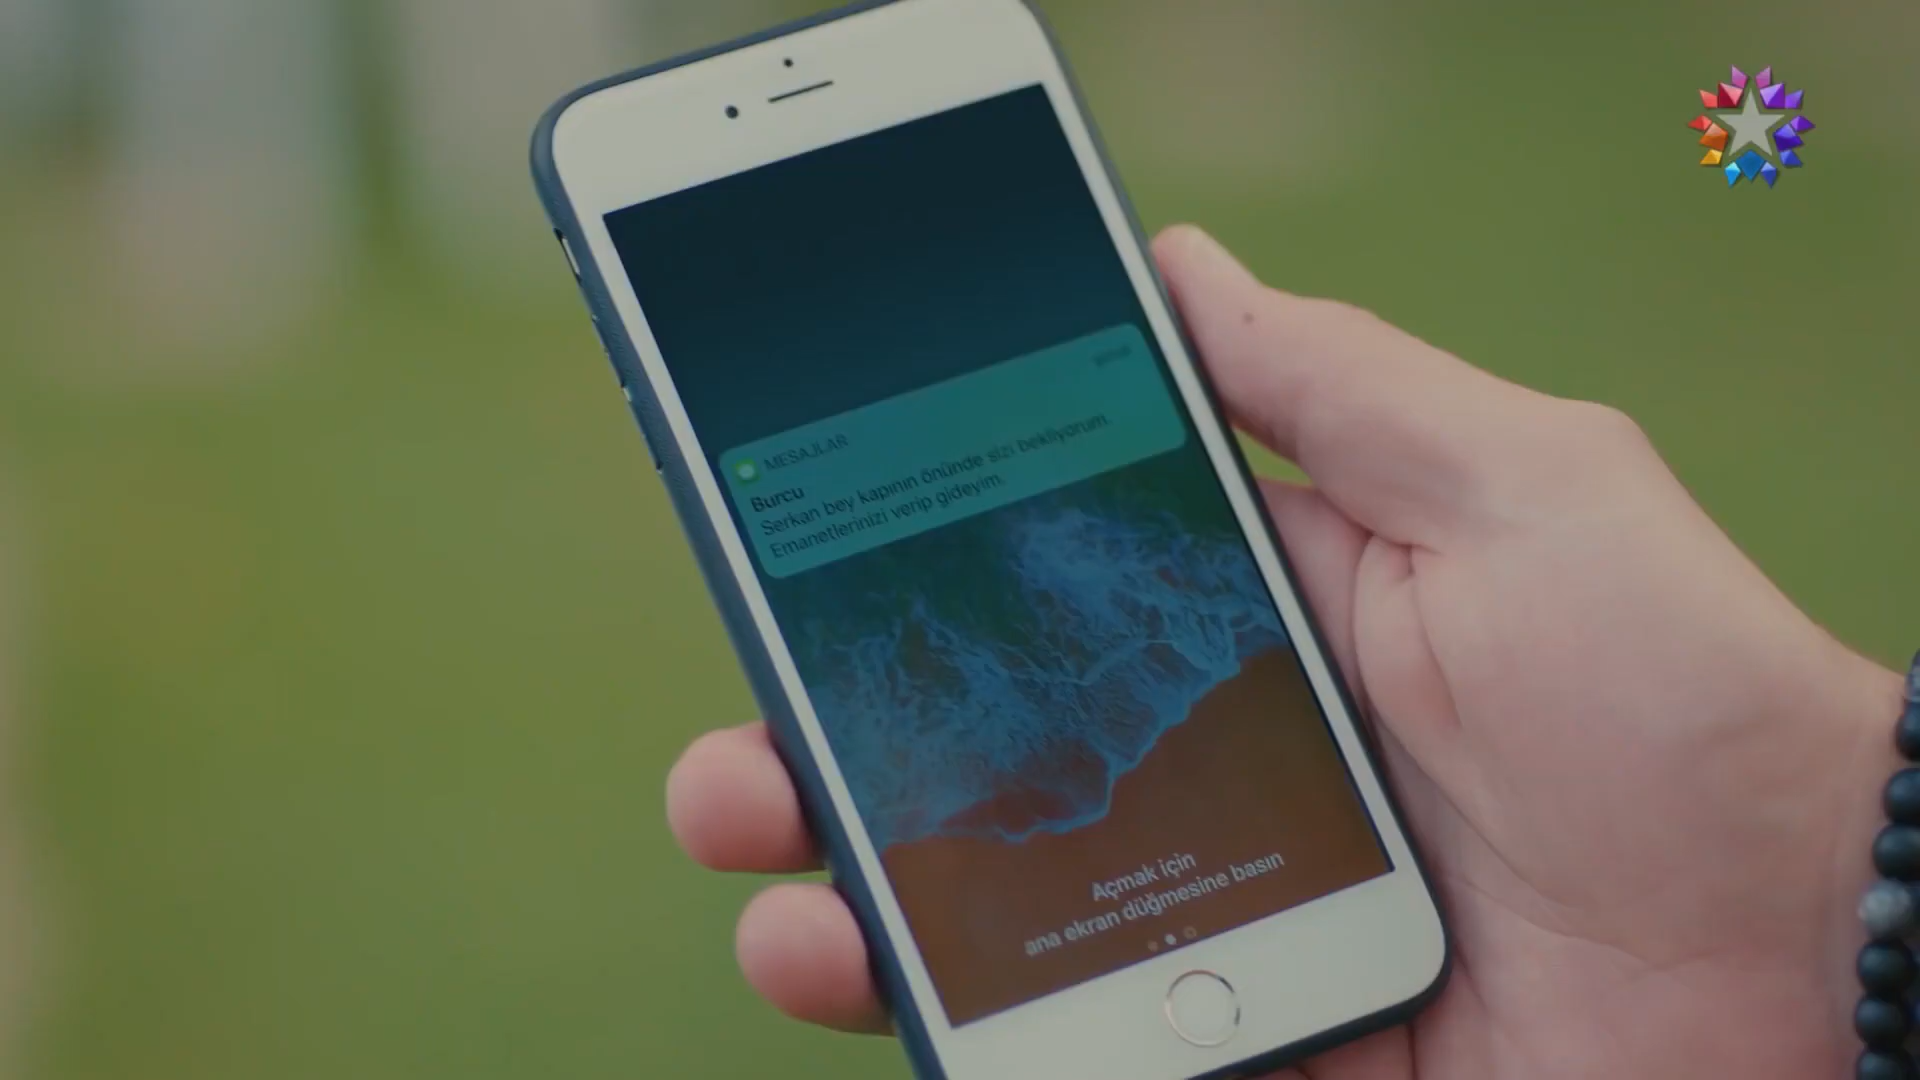 MESAJLAR
Burcu
Serkan bey kapının önünde sizi bekliyorum.
Emanetlerinizi verip gideyim.
Açmak için
ana ekran düğmesine basın